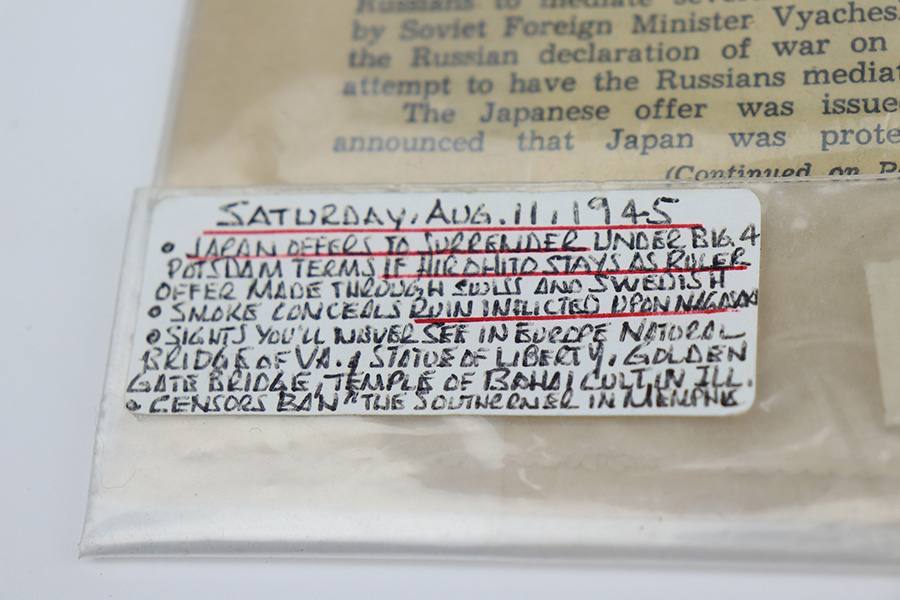 Russians to mediate
by Soviet Foreign Minister Vyaches
the Russian declaration of war on
attempt to have the Russians mediat
The Japanese offer was issue
announced that Japan was prote
(Continued on P
SATURDAY, AUG. 11, 1945
• JAPAN OFFERS TO SURRENDER UNDER BIG 4
POTSDAM TERMS IF HIROHITO STAYS AS RULER
OFFER MADE THROUGH SWISS AND SWEDISH
• SMOKE CONCEALS RUIN INFLICTED UPON NAGASAKI
• SIGHTS YOU'LL NEVER SEE IN EUROPE NATURAL
BRIDGE OF VA., STATUE OF LIBERTY, GOLDEN
GATE BRIDGE, TEMPLE OF BAHAI CULT IN ILL.
• CENSORS BAN "THE SOUTHERNER IN MEMPHIS